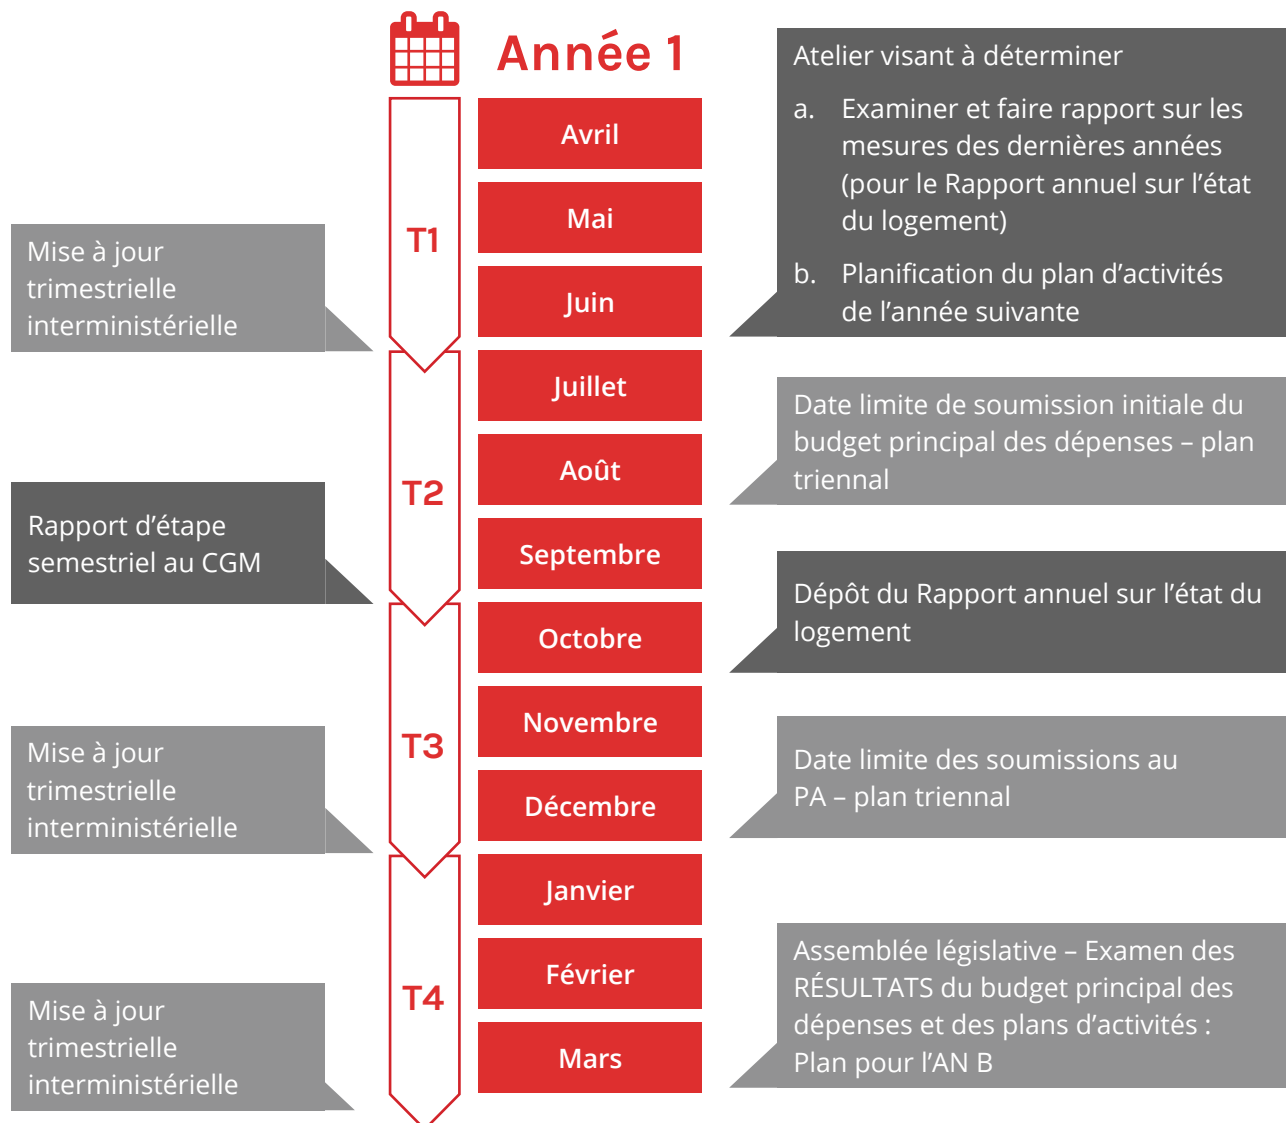 Année 1
Avril
Mai
Juin
Juillet
Août
Septembre
Octobre
Novembre
Décembre
Janvier
Février
Mars
T1
T2
T3
T4
Mise à jour
trimestrielle
interministérielle
Rapport d’étape
semestriel au CGM
Mise à jour
trimestrielle
interministérielle
Mise à jour
trimestrielle
interministérielle
Atelier visant à déterminer
a. Examiner et faire rapport sur les
mesures des dernières années
(pour le Rapport annuel sur l’état
du logement)
b. Planification du plan d’activités
de l’année suivante
Date limite de soumission initiale du
budget principal des dépenses – plan
triennal
Dépôt du Rapport annuel sur l’état du
logement
Date limite des soumissions au
PA – plan triennal
Assemblée législative – Examen des
RÉSULTATS du budget principal des
dépenses et des plans d’activités :
Plan pour l’AN B